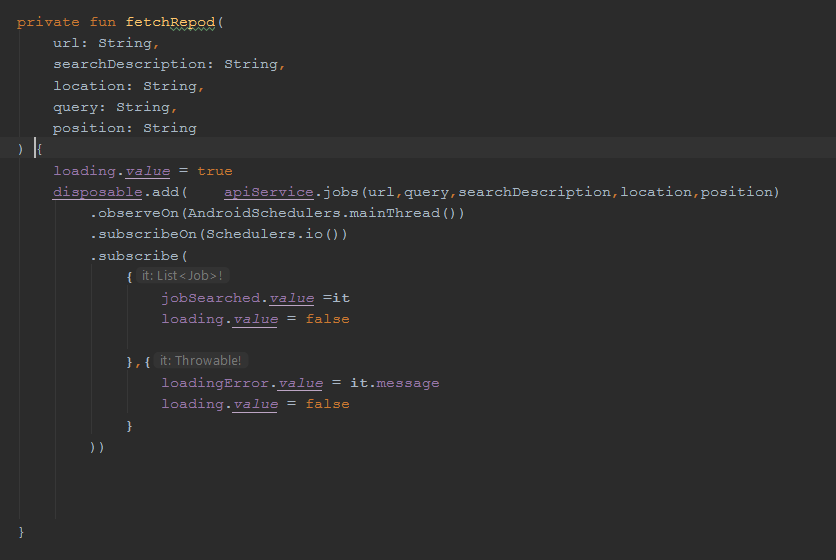 private fun fetchRepod(
url: String,
searchDescription: String,
location: String,
query: String,
position: String
) {
loading.value = true
disposable.add( apiService.jobs(url,query,searchDescription,location,position)
.observeOn(AndroidSchedulers.mainThread())
.subscribeOn(Schedulers.io())
.subscribe(
{ it: List<Job>!
jobSearched.value =it
loading.value = false
},{ it: Throwable!
loadingError.value = it.message
loading.value = false
}
))
}